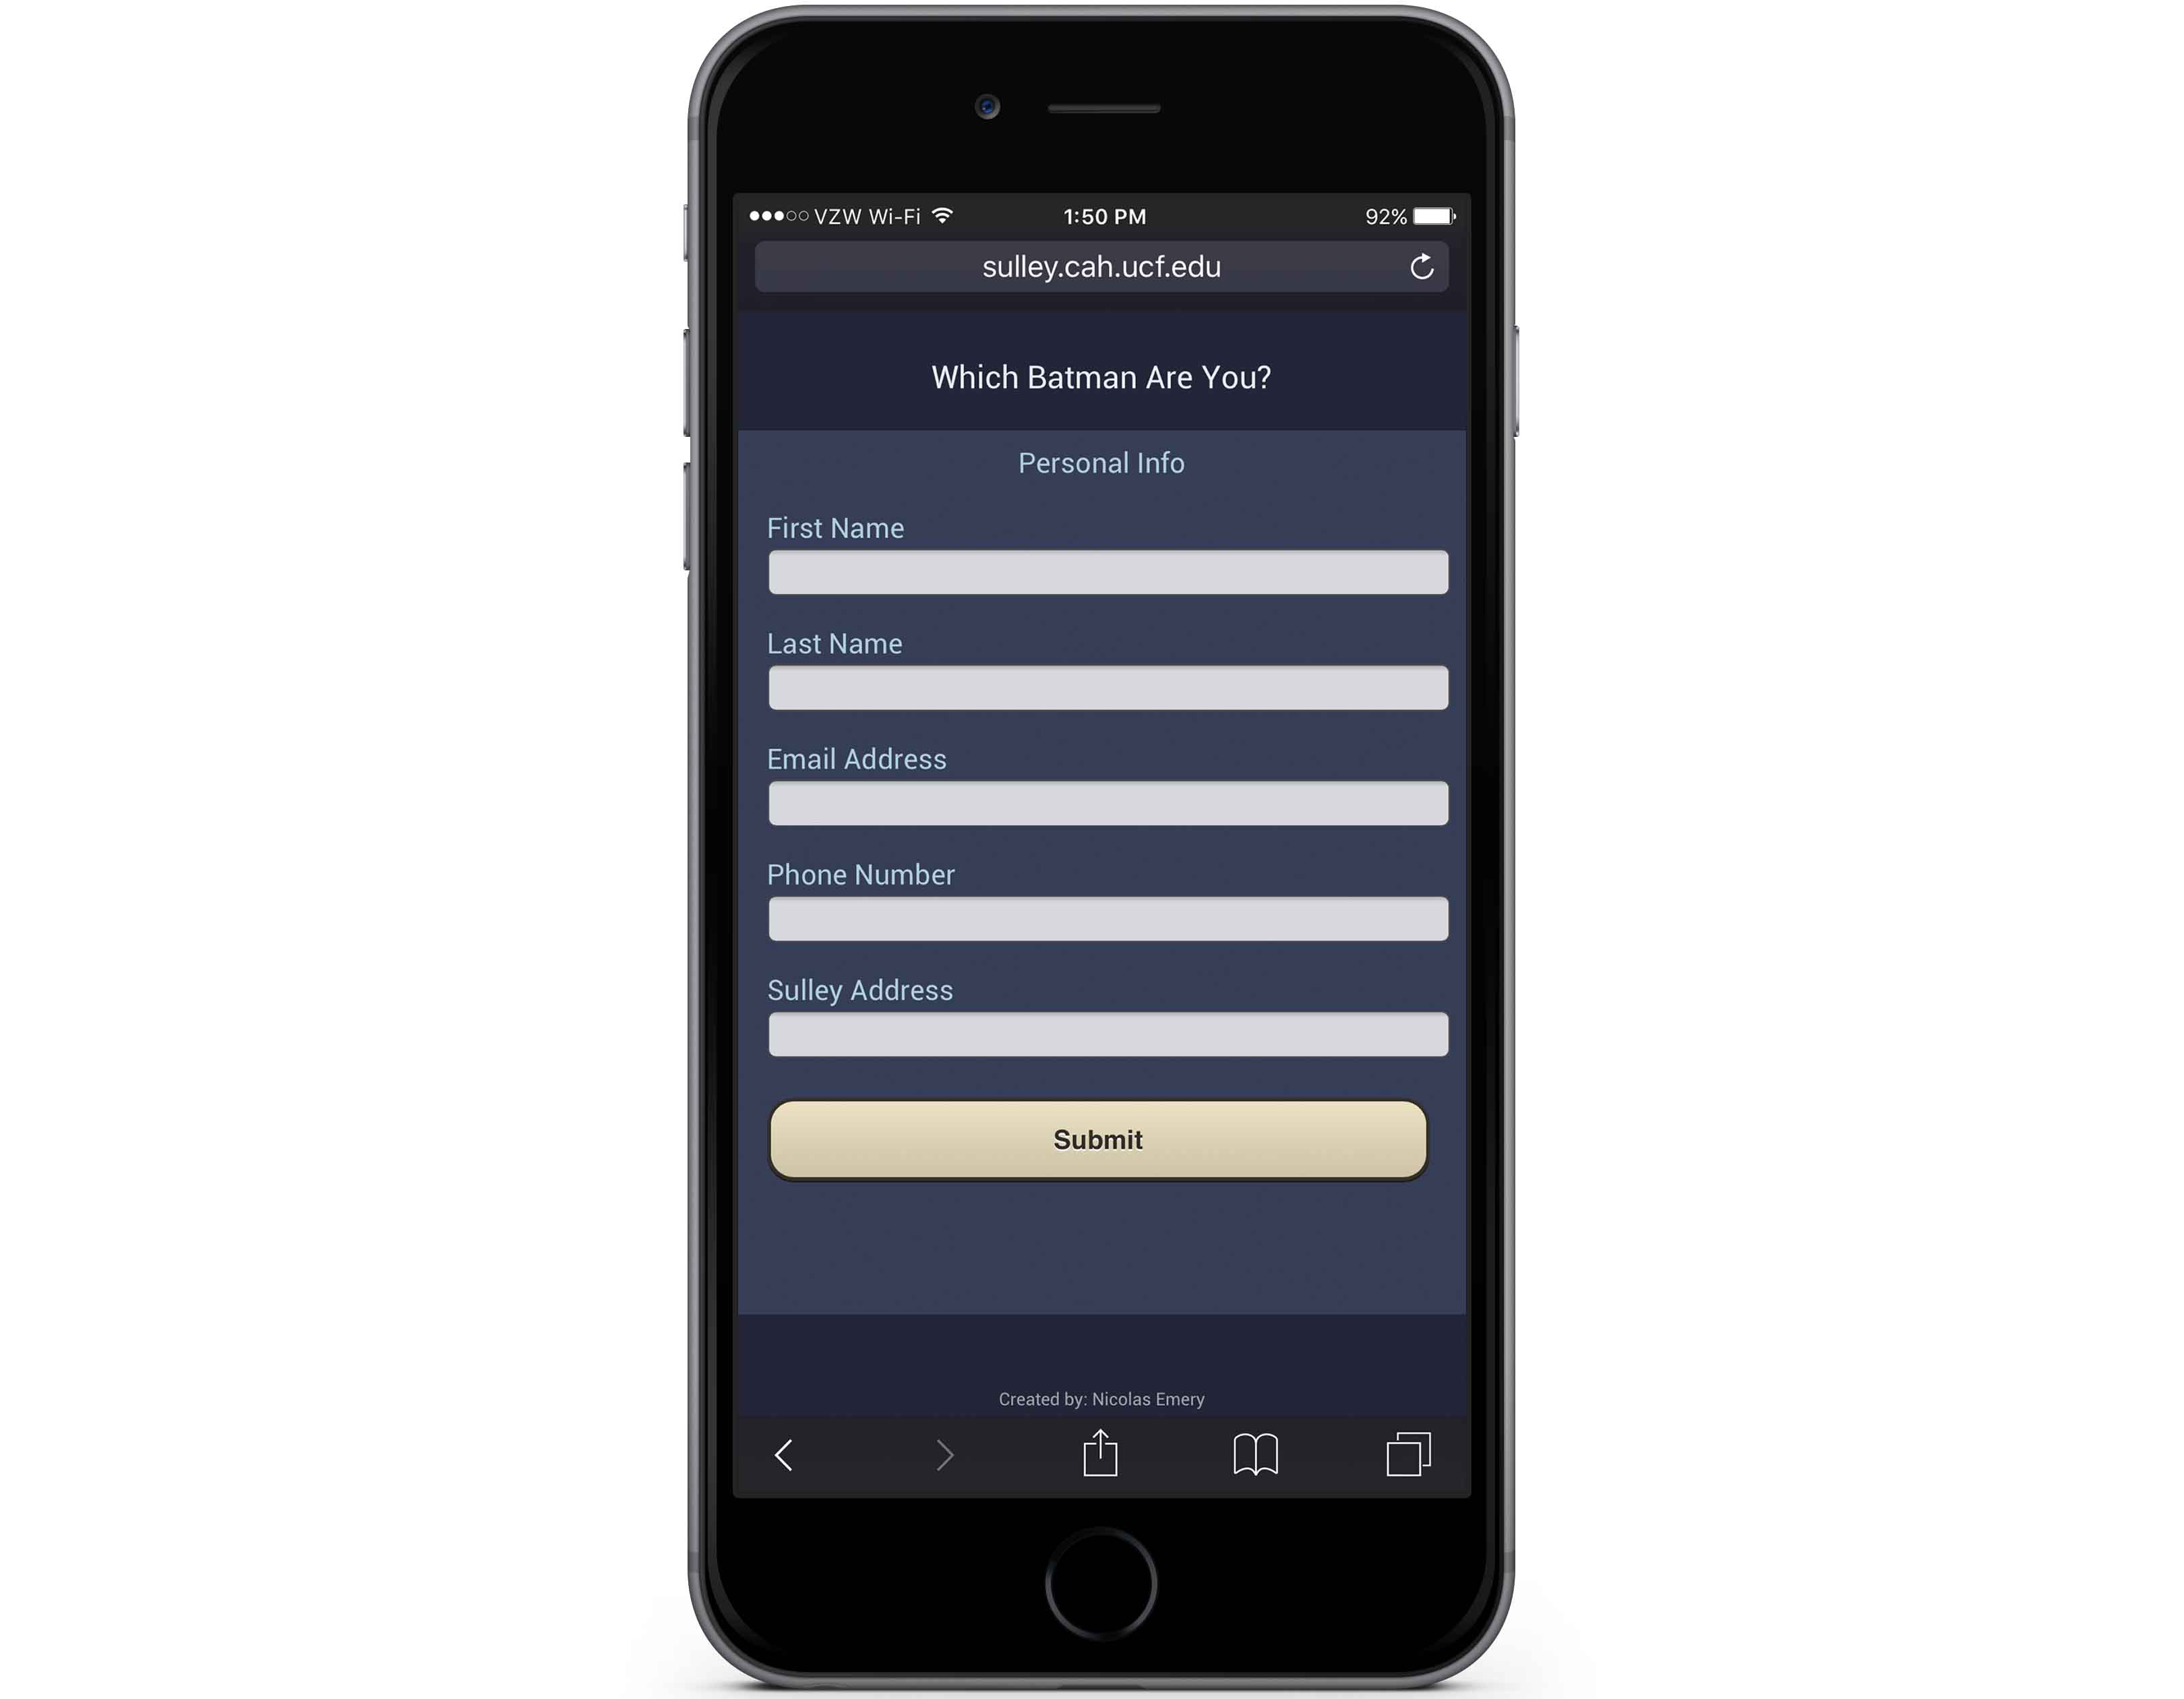 VZW Wi-Fi 1:50 PM 92%
sulley.cah.ucf.edu
Which Batman Are You?
Personal Info
First Name
Last Name
Email Address
Phone Number
Sulley Address
Submit
Created by: Nicolas Emery